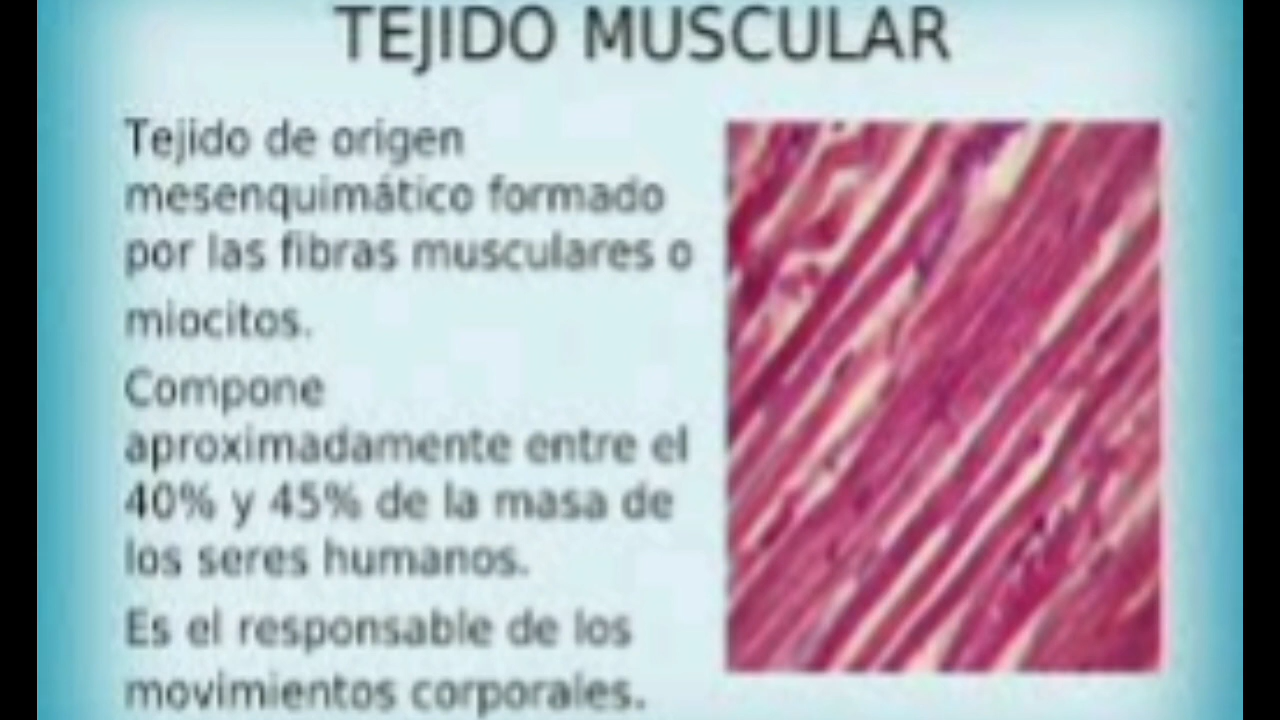 TEJIDO MUSCULAR
Tejido de origen
mesenquimático formado
por las fibras musculares o
miocitos.
Compone
aproximadamente entre el
40% y 45% de la masa de
los seres humanos.
Es el responsable de los
movimientos corporales.